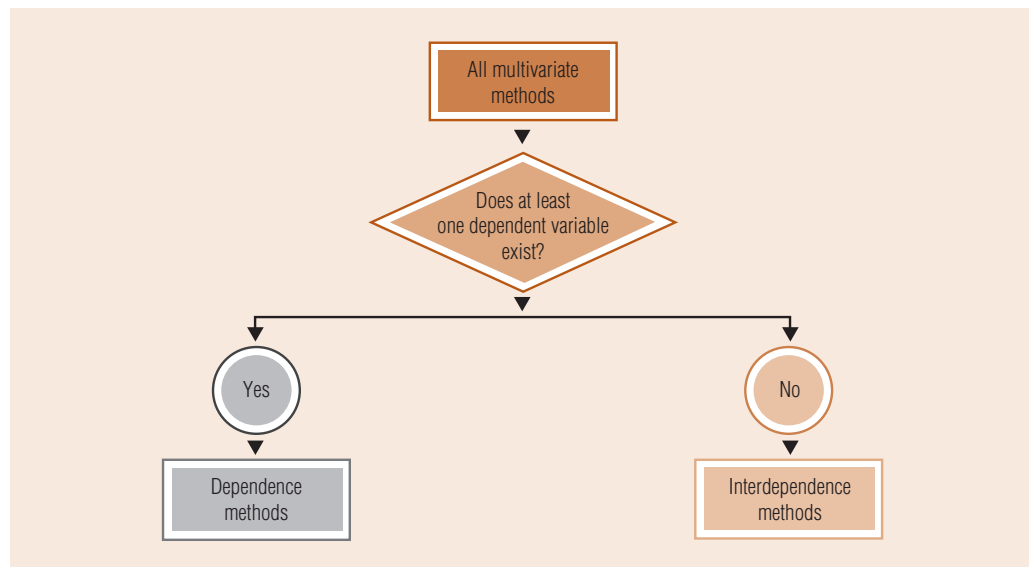 All multivariate
methods
Does at least
one dependent variable
exist?
Yes
No
Dependence
methods
Interdependence
methods